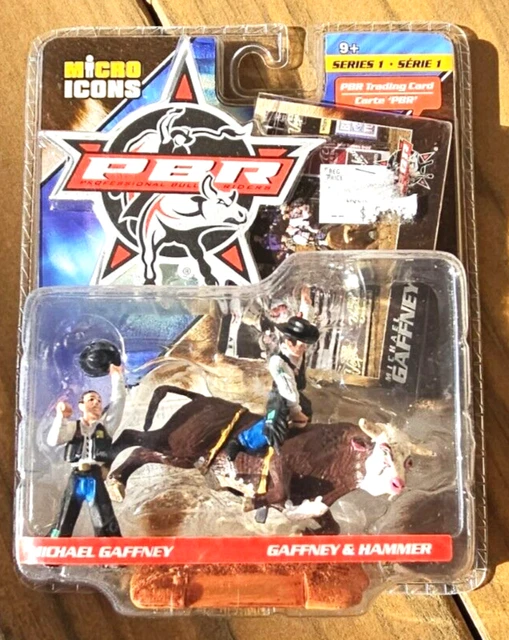 MiCRO
ICONS
9+
SERIES 1 • SÉRIE 1
PBR Trading Card
Carte 'PBR'
PBR
PROFESSIONAL BULL RIDERS
MICHAEL
GAFFNEY
MICHAEL GAFFNEY
GAFFNEY & HAMMER